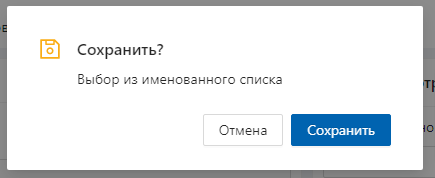 Сохранить?
Выбор из именованного списка
Отмена
Сохранить